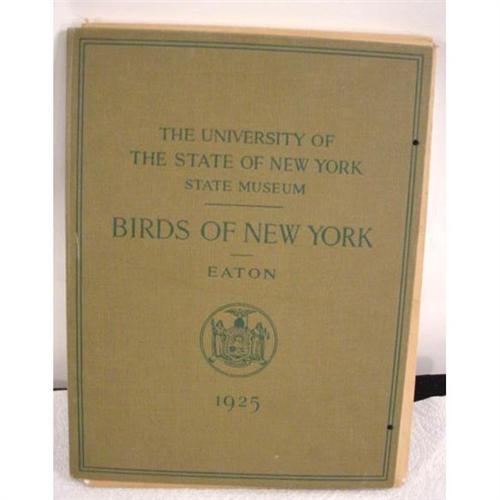 THE UNIVERSITY OF
THE STATE OF NEW YORK
STATE MUSEUM
BIRDS OF NEW YORK
EATON
1925